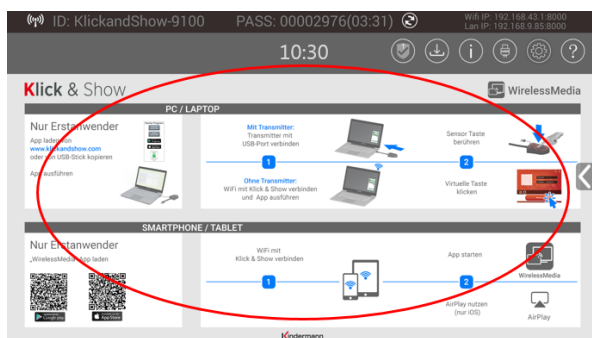 ID: KlickandShow-9100 PASS: 00002976(03:31) Wifi IP: 192.168.43.1:8000
Lan IP: 192.168.9.85:8000
10:30
Klick & Show
WirelessMedia
PC / LAPTOP
Nur Erstanwender
App laden von
www.klickandshow.com
oder von USB-Stick kopieren
App ausführen
Mit Transmitter:
Transmitter mit
USB-Port verbinden
1
Ohne Transmitter:
WiFi mit Klick & Show verbinden
und App ausführen
Sensor Taste
berühren
2
Virtuelle Taste
klicken
SMARTPHONE / TABLET
Nur Erstanwender
„WirelessMedia“ App laden
Google play
App Store
WiFi mit
Klick & Show verbinden
1
App starten
2
AirPlay nutzen
(nur iOS)
WirelessMedia
AirPlay
Kindermann